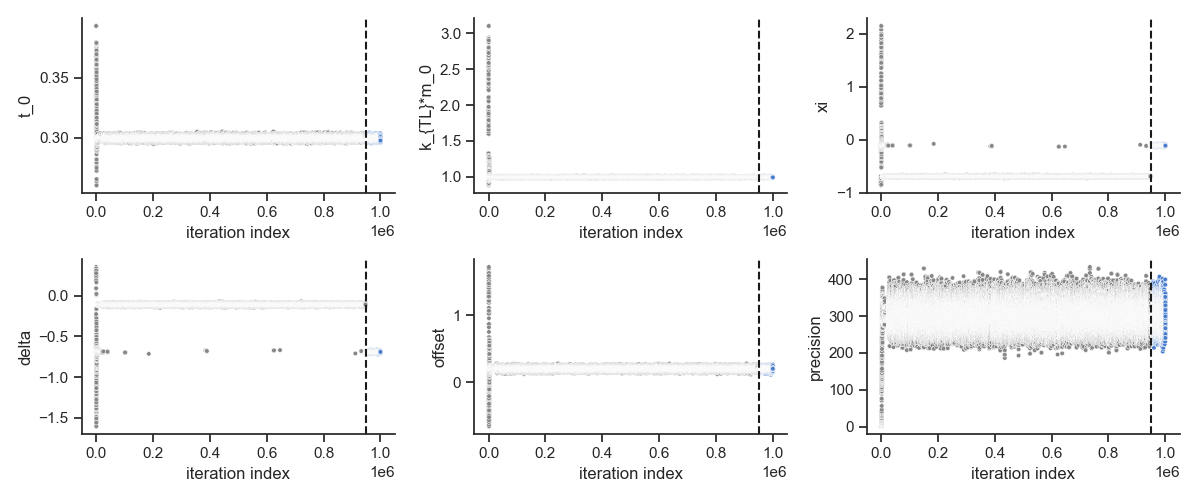 t_0
0.35
0.30
0.0 0.2 0.4 0.6 0.8 1.0
iteration index
1e6
k_{TL}*m_0
3.0
2.5
2.0
1.5
1.0
0.0 0.2 0.4 0.6 0.8 1.0
iteration index
1e6
xi
2
1
0
−1
0.0 0.2 0.4 0.6 0.8 1.0
iteration index
1e6
delta
0.0
−0.5
−1.0
−1.5
0.0 0.2 0.4 0.6 0.8 1.0
iteration index
1e6
offset
1
0
0.0 0.2 0.4 0.6 0.8 1.0
iteration index
1e6
precision
400
300
200
100
0
0.0 0.2 0.4 0.6 0.8 1.0
iteration index
1e6